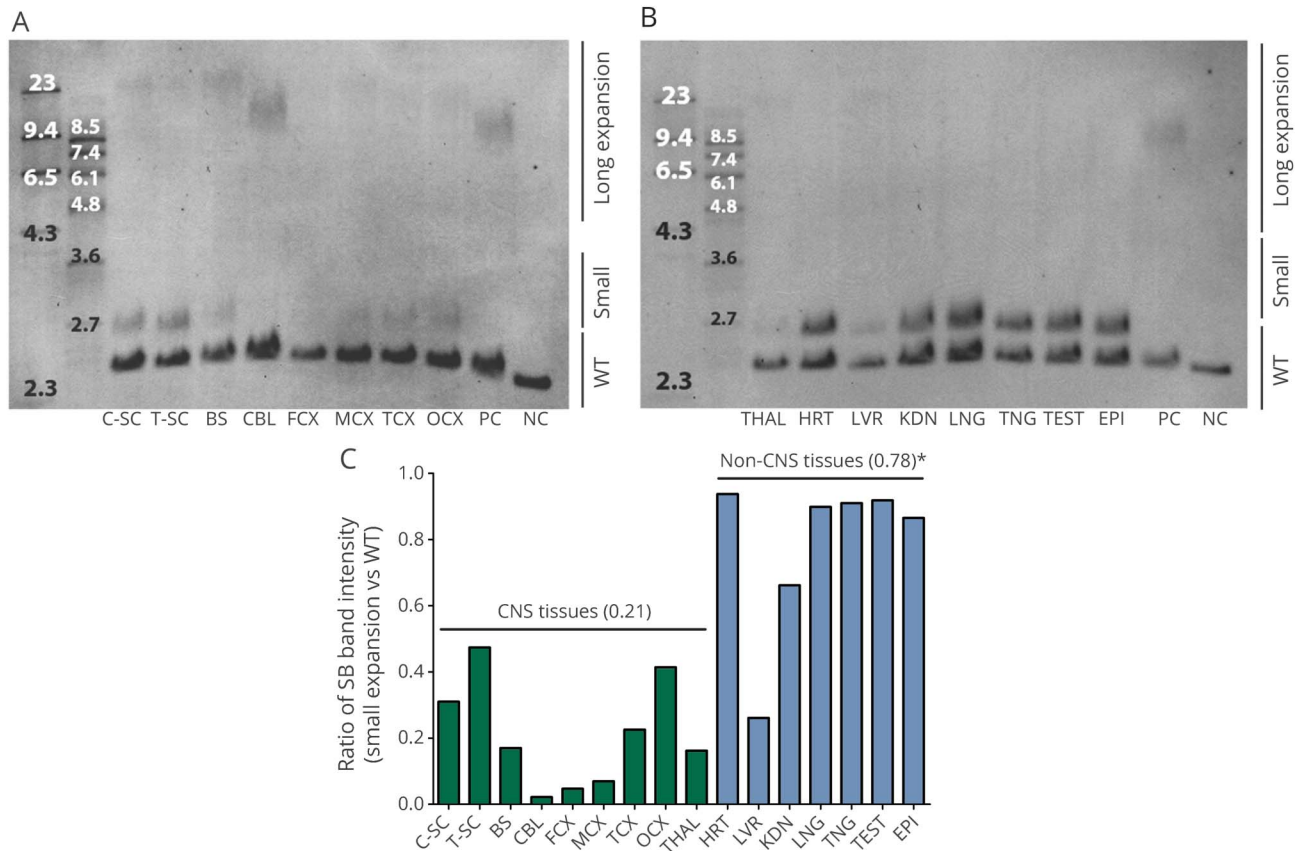 A
23
9.4
6.5
4.3
2.3
8.5
7.4
6.1
4.8
3.6
2.7
Long expansion
Small
WT
C-SC T-SC BS CBL FCX MCX TCX OCX PC NC
B
23
9.4
6.5
4.3
2.3
8.5
7.4
6.1
4.8
3.6
2.7
Long expansion
Small
WT
THAL HRT LVR KDN LNG TNG TEST EPI PC NC
C
Ratio of SB band intensity
(small expansion vs WT)
1.0
0.8
0.6
0.4
0.2
0.0
CNS tissues (0.21)
Non-CNS tissues (0.78)*
C-SC T-SC BS CBL FCX MCX TCX OCX THAL HRT LVR KDN LNG TNG TEST EPI